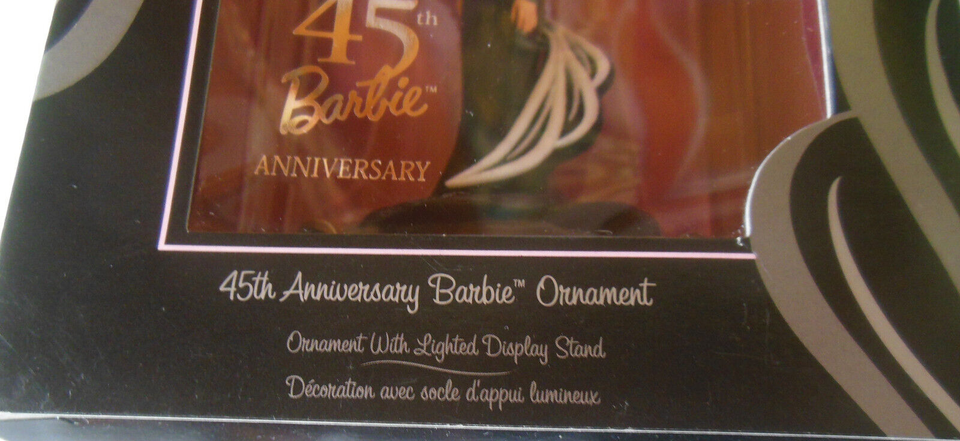 45th
Barbie™
ANNIVERSARY
45th Anniversary Barbie™ Ornament
Ornament With Lighted Display Stand
Décoration avec socle d'appui lumineux